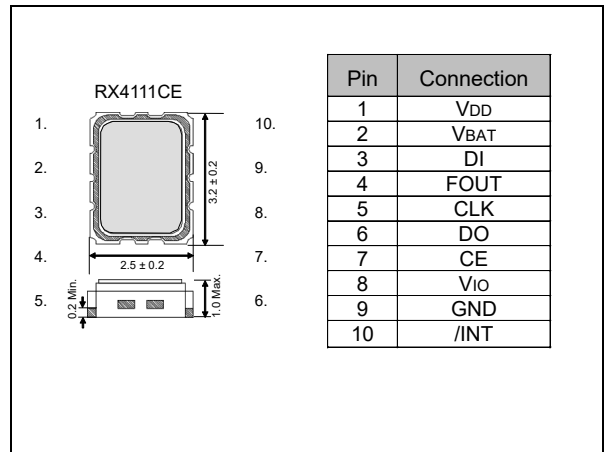 RX4111CE
1.
2.
3.
4.
5.
10.
9.
8.
7.
6.
3.2 ± 0.2
2.5 ± 0.2
0.2 Min.
1.0 Max.
Pin Connection
1 VDD
2 VBAT
3 DI
4 FOUT
5 CLK
6 DO
7 CE
8 VIO
9 GND
10 /INT